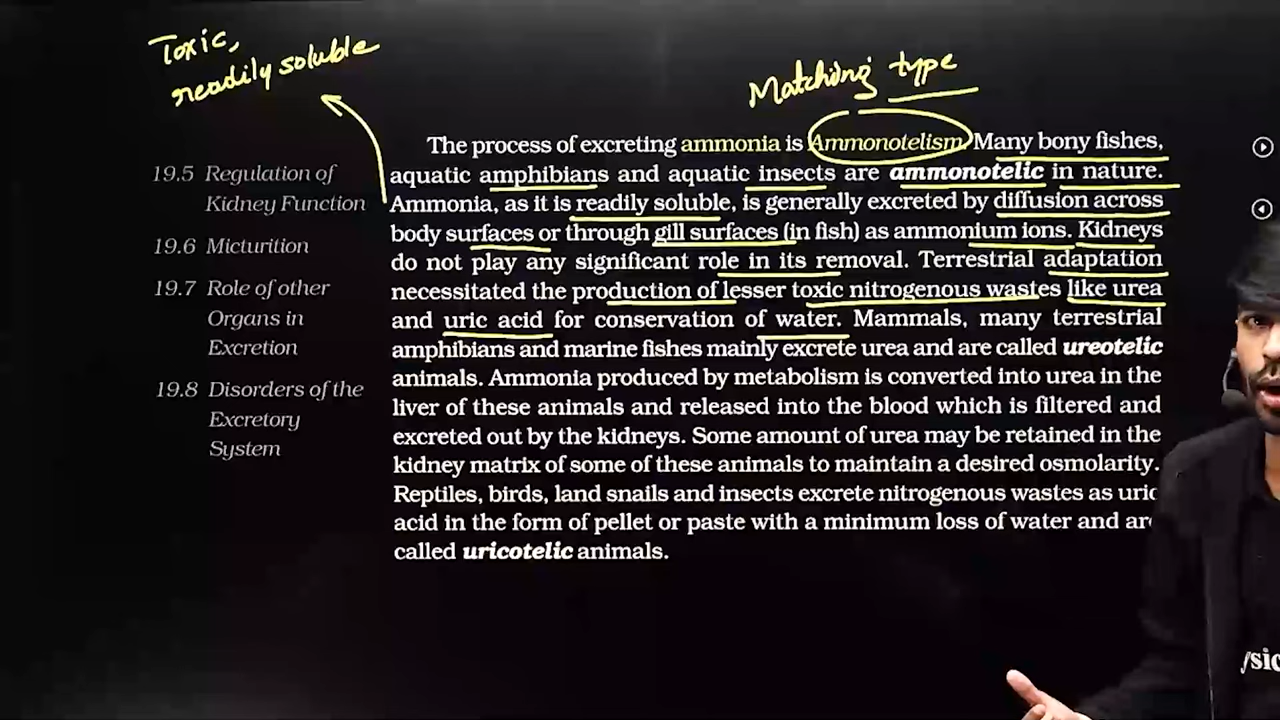 Toxic,
readily soluble
Matching type
The process of excreting ammonia is Ammonotelism. Many bony fishes,
aquatic amphibians and aquatic insects are ammonotelic in nature.
Ammonia, as it is readily soluble, is generally excreted by diffusion across
body surfaces or through gill surfaces (in fish) as ammonium ions. Kidneys
do not play any significant role in its removal. Terrestrial adaptation
necessitated the production of lesser toxic nitrogenous wastes like urea
and uric acid for conservation of water. Mammals, many terrestrial
amphibians and marine fishes mainly excrete urea and are called ureotelic
animals. Ammonia produced by metabolism is converted into urea in the
liver of these animals and released into the blood which is filtered and
excreted out by the kidneys. Some amount of urea may be retained in the
kidney matrix of some of these animals to maintain a desired osmolarity.
Reptiles, birds, land snails and insects excrete nitrogenous wastes as uric
acid in the form of pellet or paste with a minimum loss of water and are
called uricotelic animals.
19.5 Regulation of
Kidney Function
19.6 Micturition
19.7 Role of other
Organs in
Excretion
19.8 Disorders of the
Excretory
System